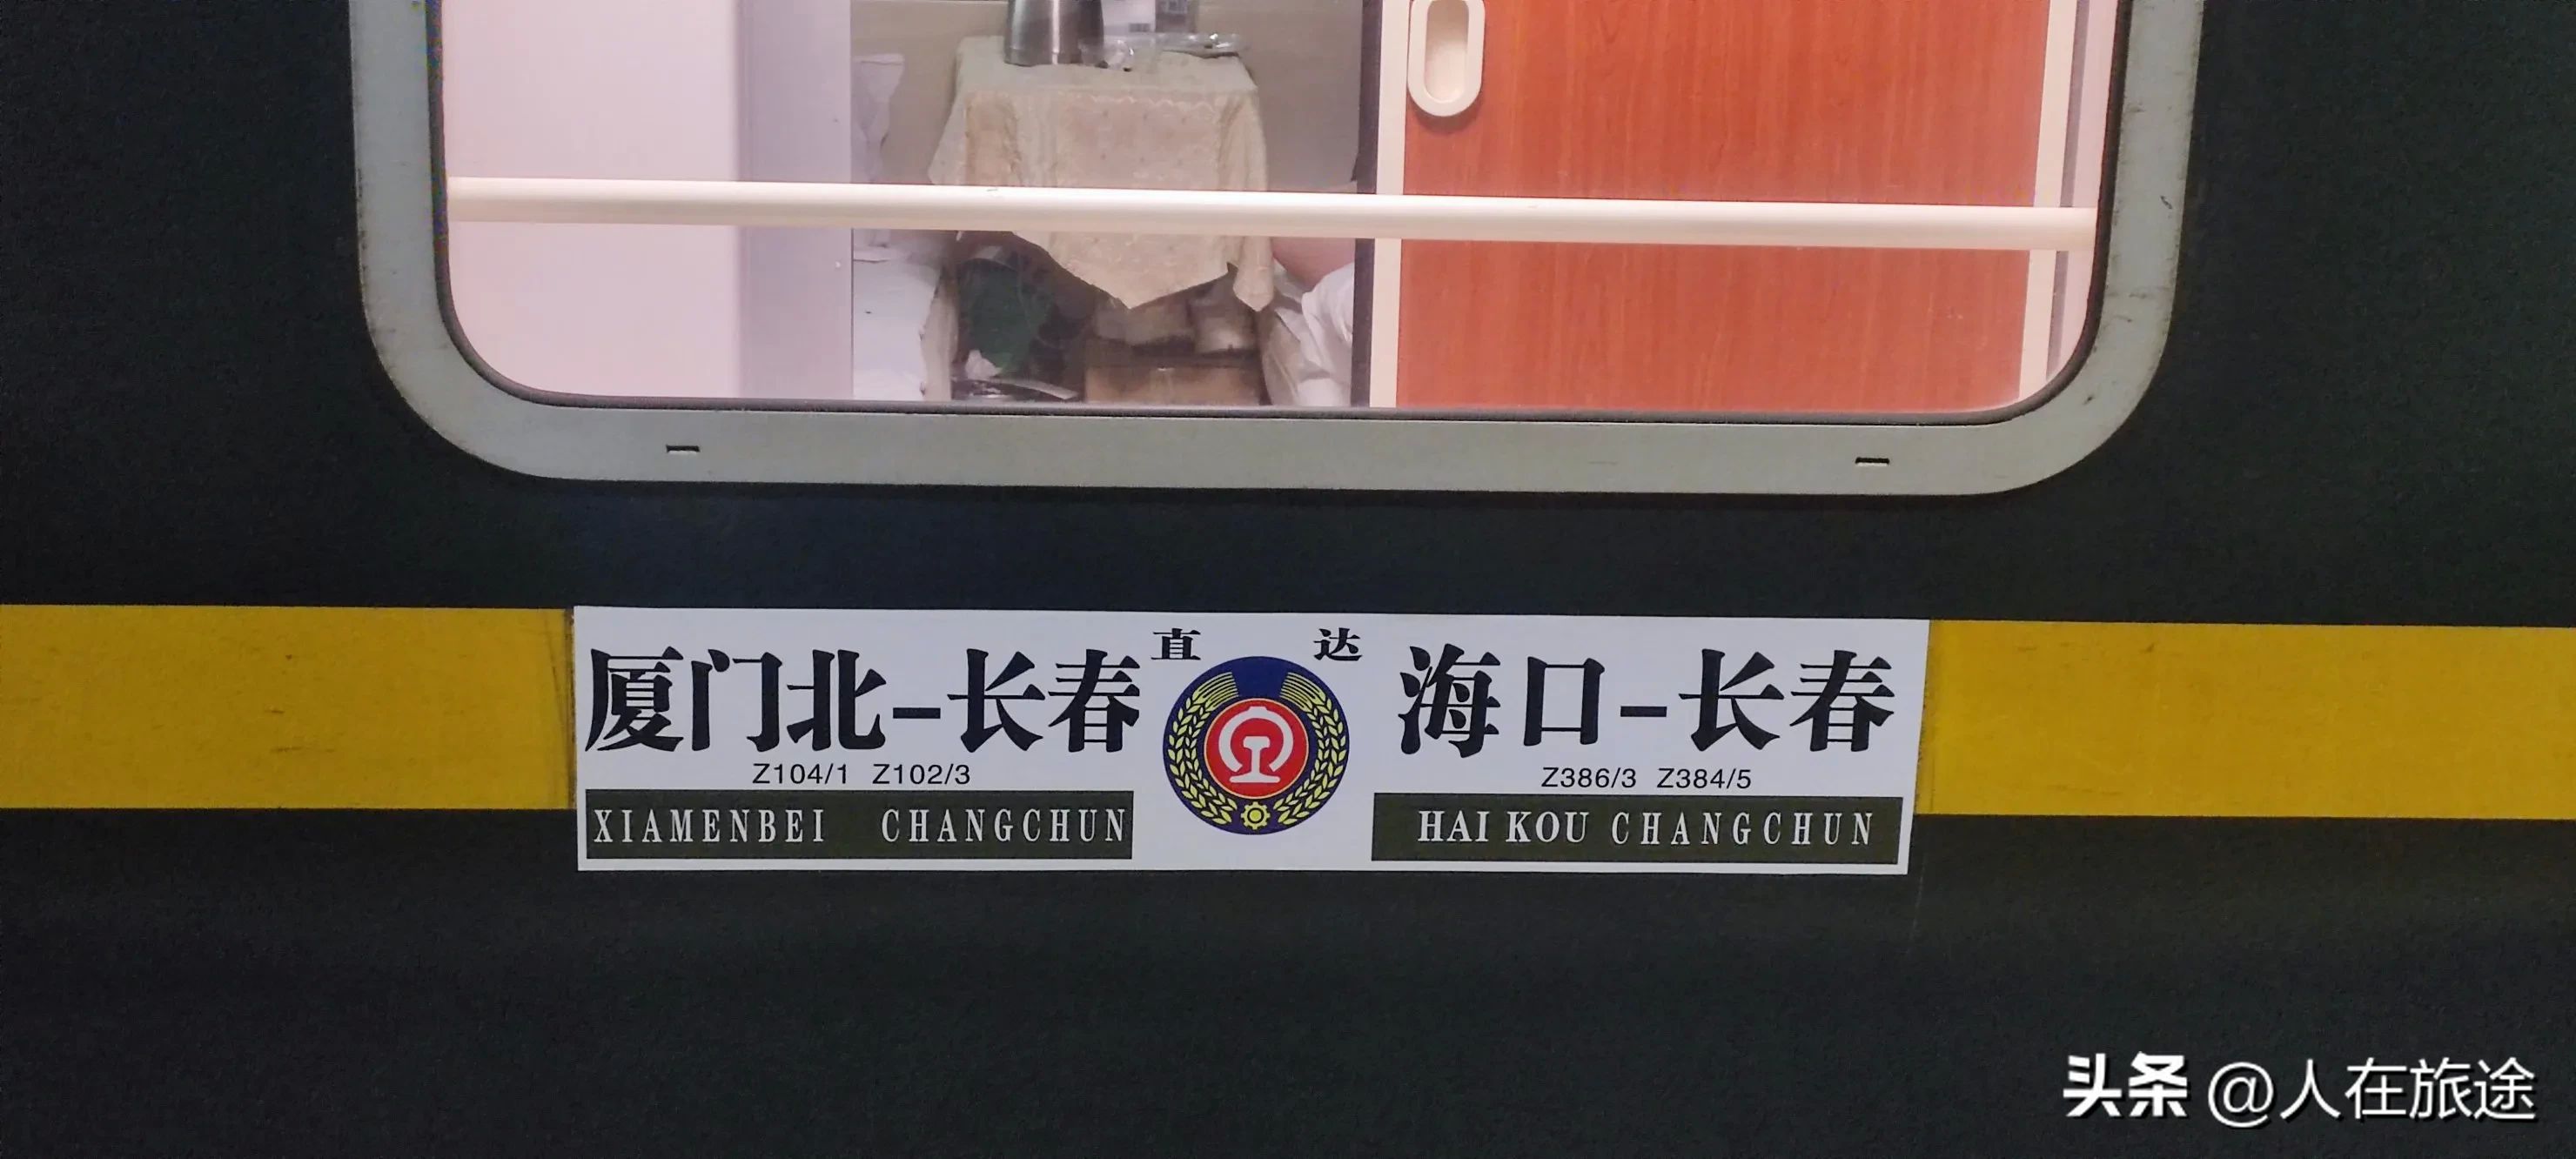 直 达
厦门北-长春
Z104/1 Z102/3
XIAMENBEI CHANGCHUN
海口-长春
Z386/3 Z384/5
HAI KOU CHANGCHUN
头条 @人在旅途